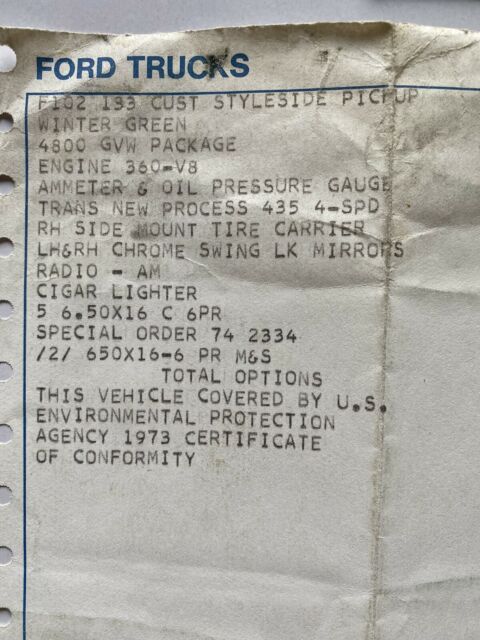 FORD TRUCKS
F102 133 CUST STYLESIDE PICKUP
WINTER GREEN
4800 GVW PACKAGE
ENGINE 360-V8
AMMETER & OIL PRESSURE GAUGE
TRANS NEW PROCESS 435 4-SPD
RH SIDE MOUNT TIRE CARRIER
LH&RH CHROME SWING LK MIRRORS
RADIO - AM
CIGAR LIGHTER
5 6.50X16 C 6PR
SPECIAL ORDER 74 2334
/2/ 650X16-6 PR M&S
TOTAL OPTIONS
THIS VEHICLE COVERED BY U.S.
ENVIRONMENTAL PROTECTION
AGENCY 1973 CERTIFICATE
OF CONFORMITY